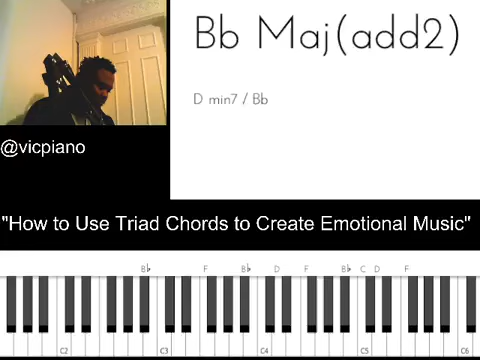 Bb Maj(add2)
D min7 / Bb
@vicpiano
"How to Use Triad Chords to Create Emotional Music"
B♭ F B♭ D F B♭ C D F
C2 C3 C4 C5 C6